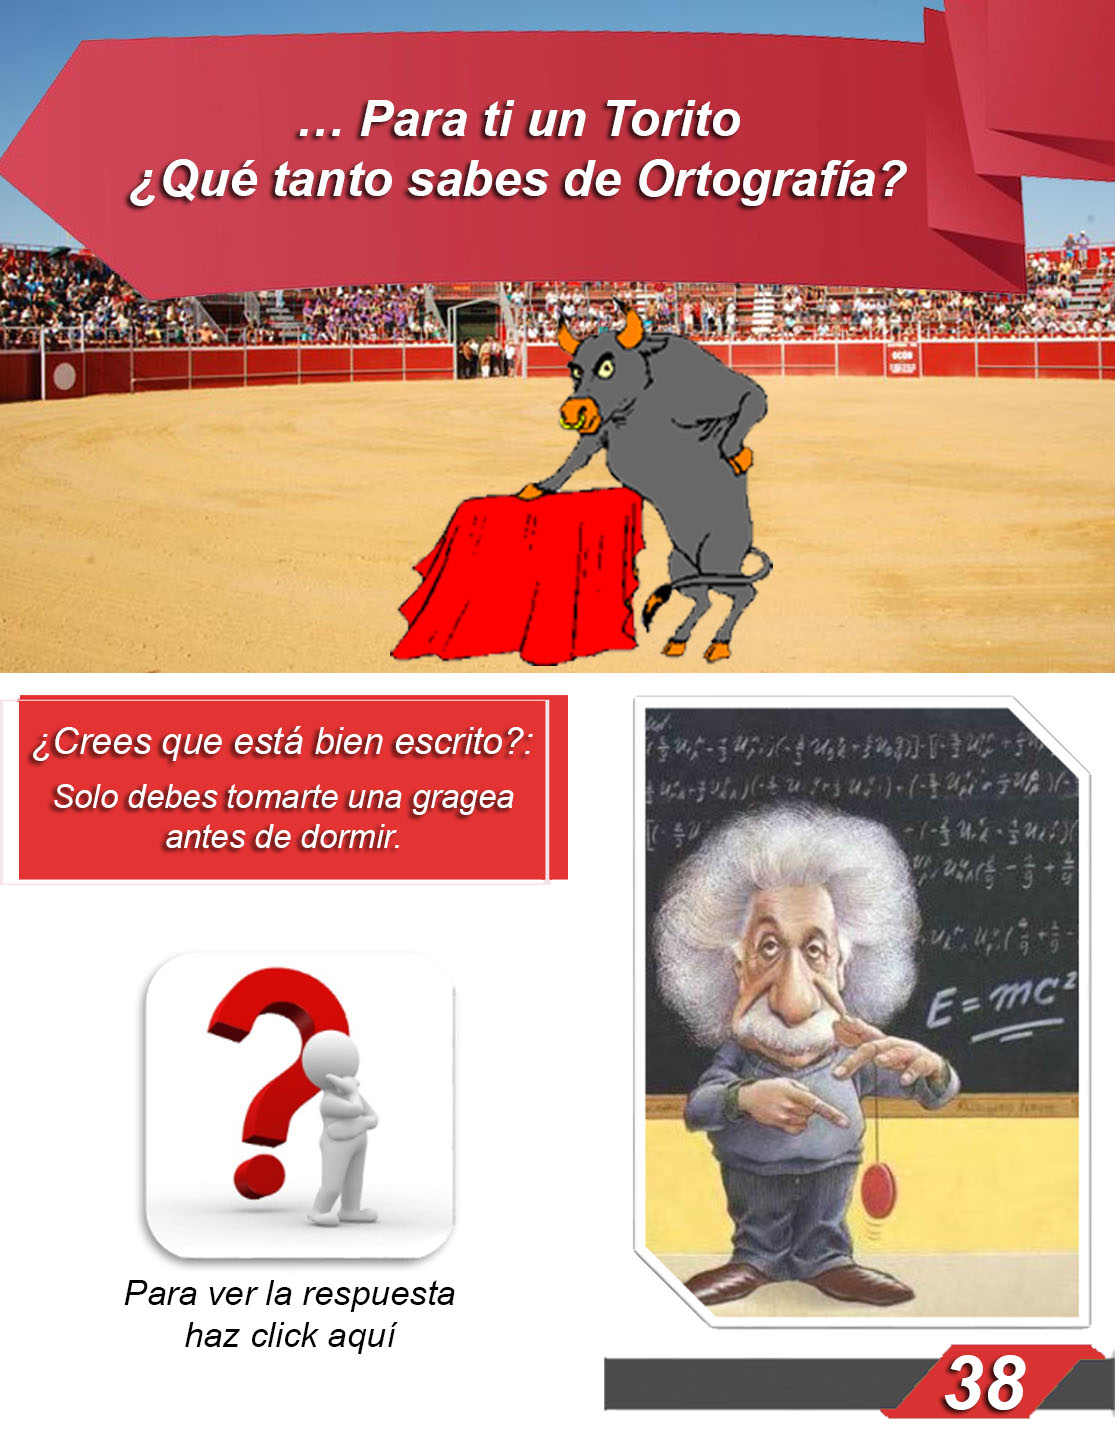 ... Para ti un Torito
¿Qué tanto sabes de Ortografía?
OCÓN
¿Crees que está bien escrito?:
Solo debes tomarte una gragea
antes de dormir.
E=mc²
Para ver la respuesta
haz click aquí
38